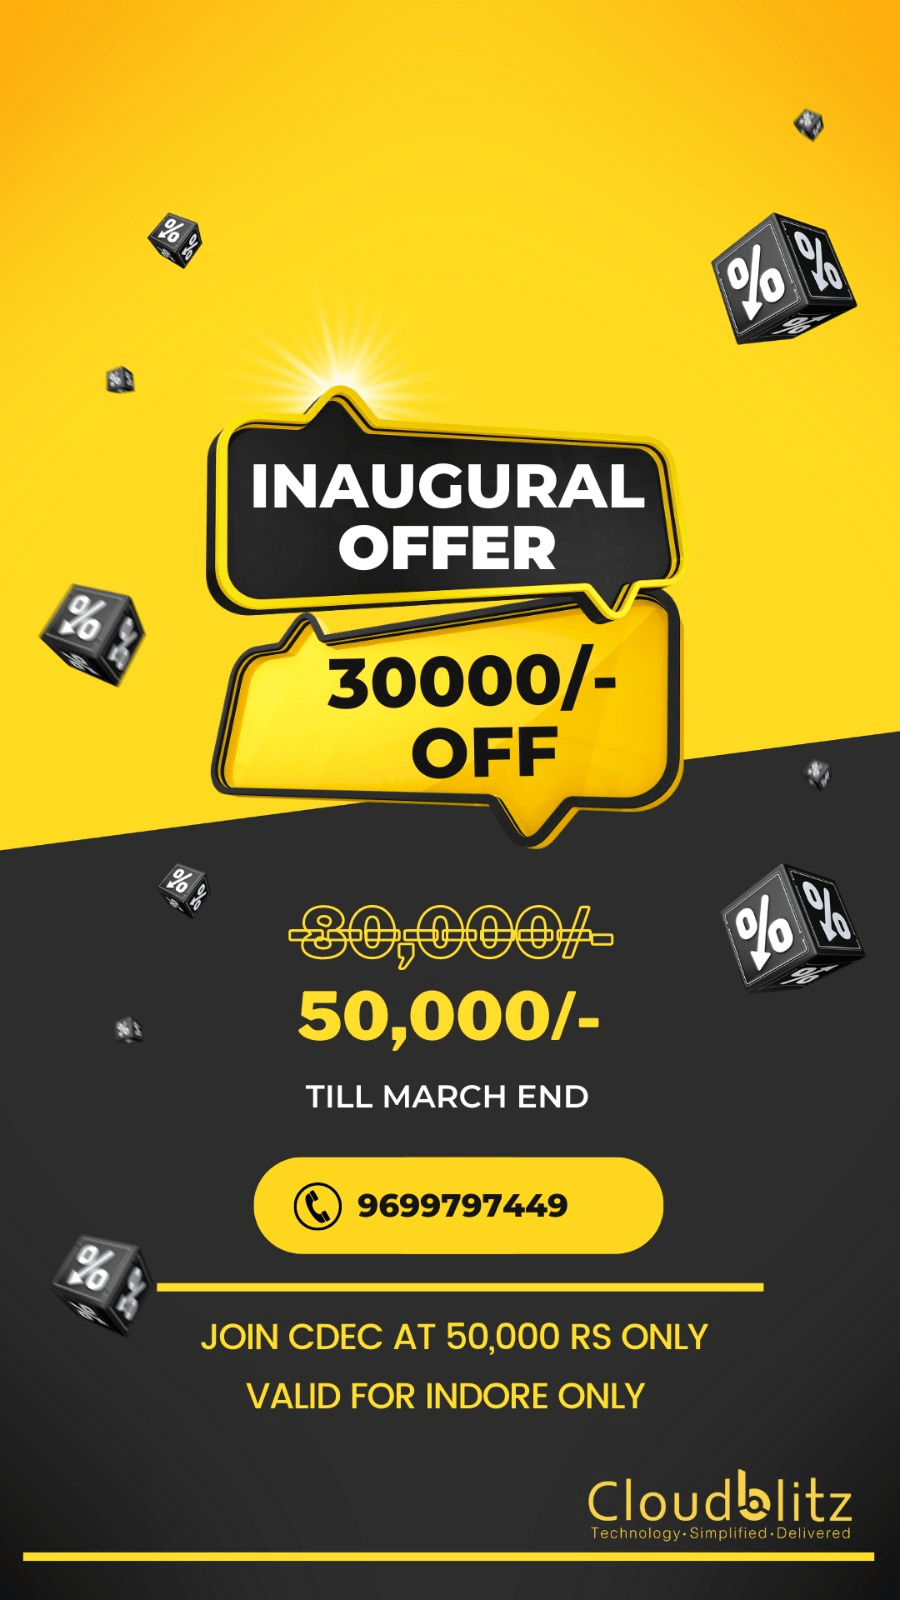 INAUGURAL
OFFER
30000/-
OFF
80,000/-
50,000/-
TILL MARCH END
9699797449
JOIN CDEC AT 50,000 RS ONLY
VALID FOR INDORE ONLY
Cloudblitz
Technology•Simplified•Delivered